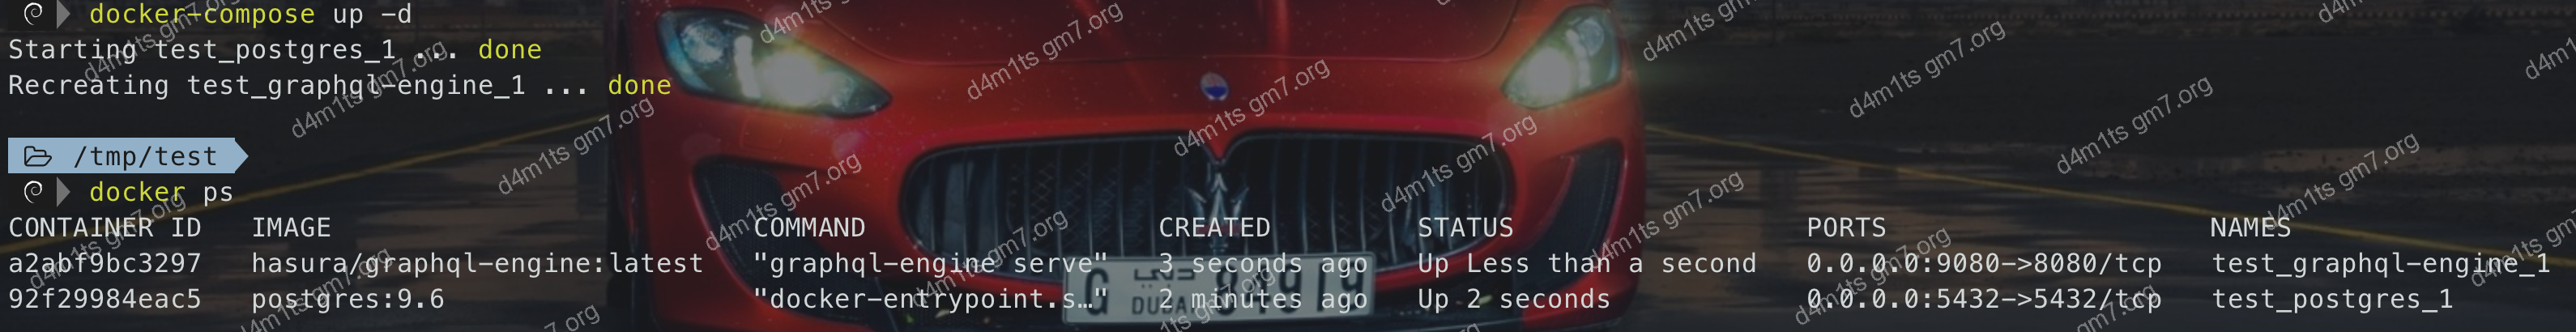 docker-compose up -d
Starting test_postgres_1 ... done
Recreating test_graphql-engine_1 ... done
/tmp/test
docker ps
CONTAINER ID   IMAGE                          COMMAND                  CREATED         STATUS                  PORTS                    NAMES
a2abf9bc3297   hasura/graphql-engine:latest   "graphql-engine serve"   3 seconds ago   Up Less than a second   0.0.0.0:9080->8080/tcp   test_graphql-engine_1
92f29984eac5   postgres:9.6                   "docker-entrypoint.s…"   2 minutes ago   Up 2 seconds            0.0.0.0:5432->5432/tcp   test_postgres_1
d4m1ts gm7.org